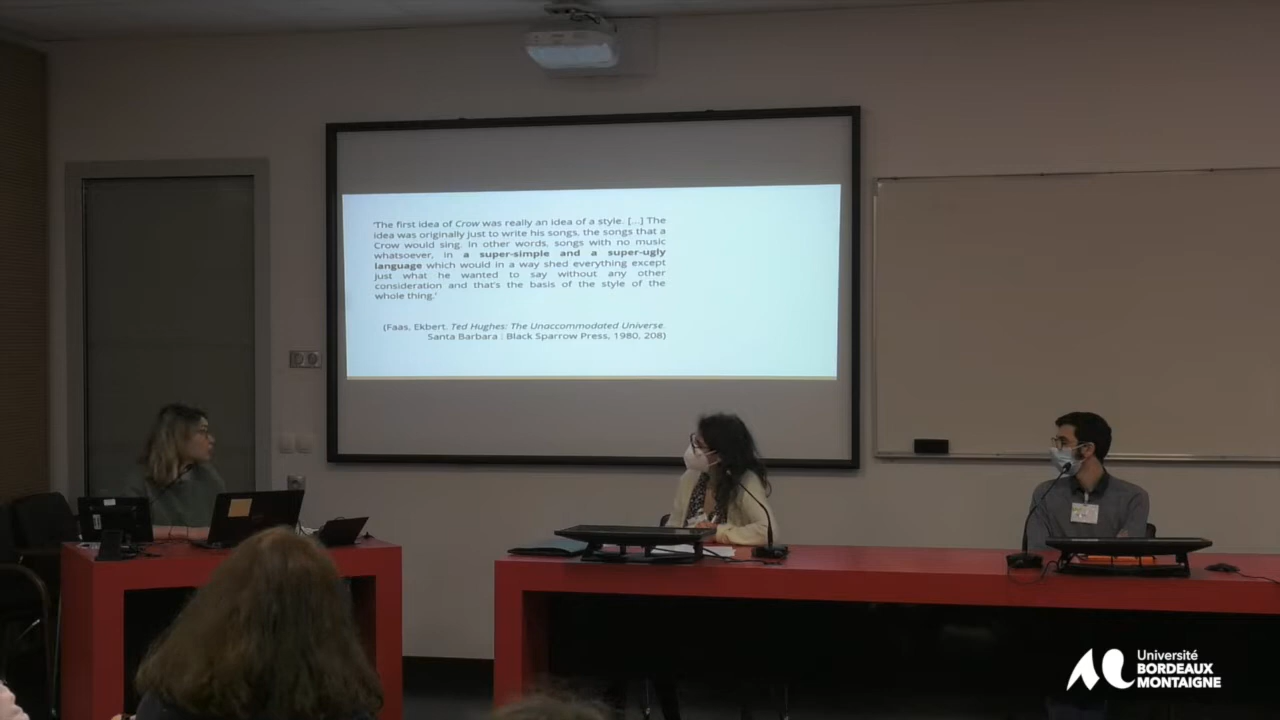 'The first idea of Crow was really an idea of a style. [...] The
idea was originally just to write his songs, the songs that a
Crow would sing. In other words, songs with no music
whatsoever, in a super-simple and a super-ugly
language which would in a way shed everything except
just what he wanted to say without any other
consideration and that's the basis of the style of the
whole thing.'
(Faas, Ekbert. Ted Hughes: The Unaccommodated Universe.
Santa Barbara : Black Sparrow Press, 1980, 208)
Université
BORDEAUX
MONTAIGNE